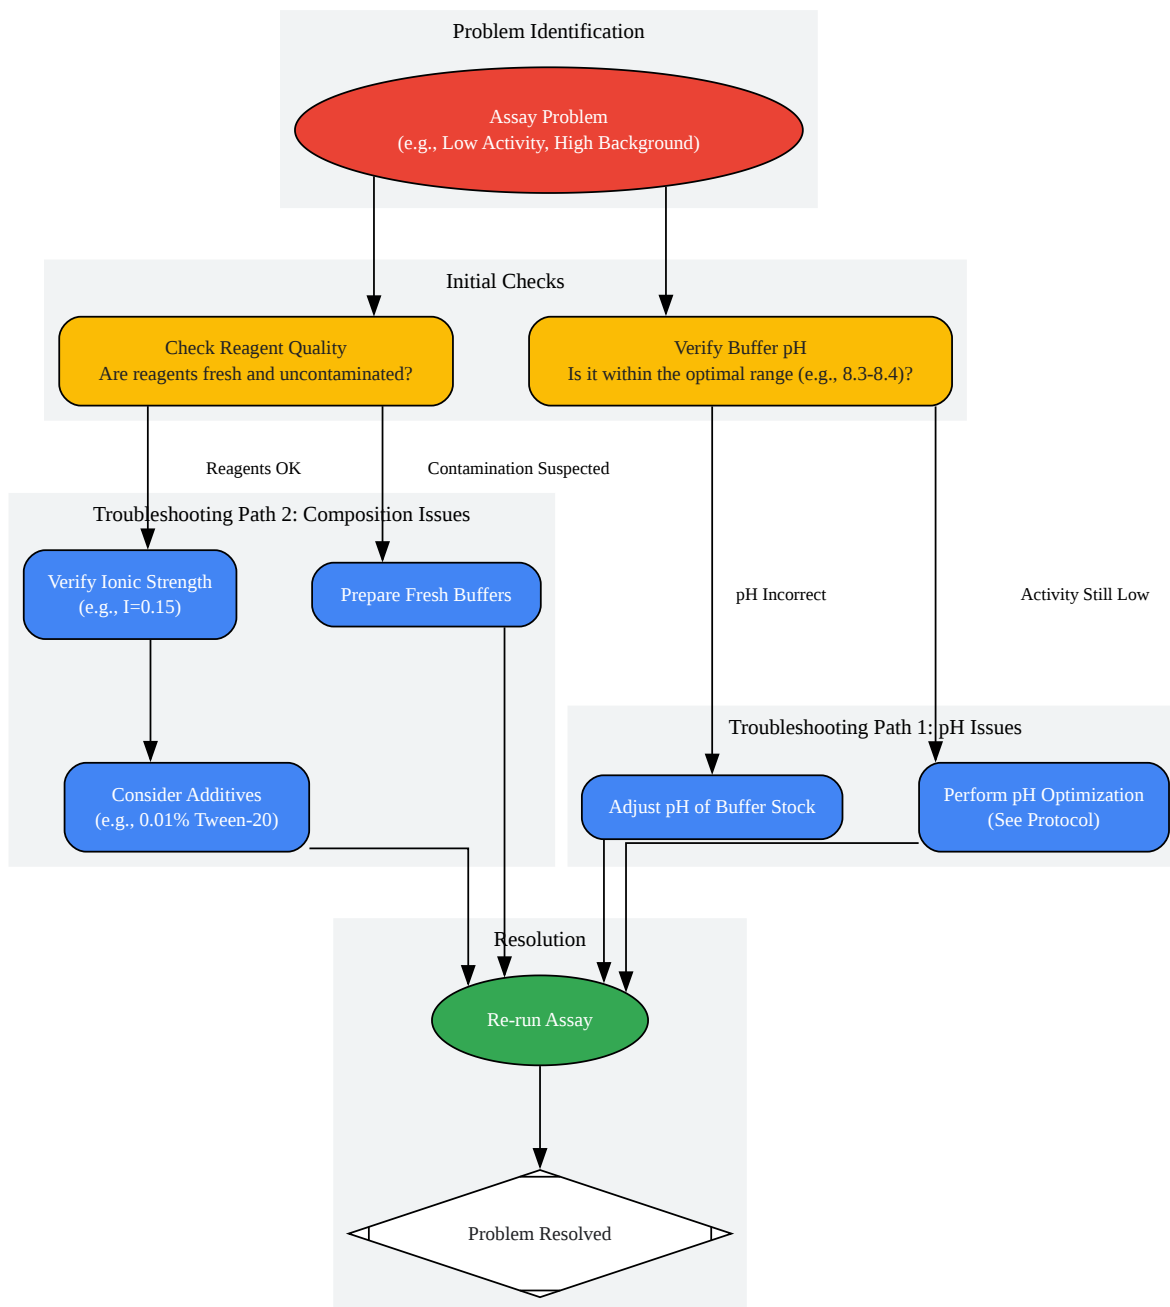 Problem Identification
Assay Problem
(e.g., Low Activity, High Background)
Initial Checks
Check Reagent Quality
Are reagents fresh and uncontaminated?
Verify Buffer pH
Is it within the optimal range (e.g., 8.3-8.4)?
Reagents OK
Contamination Suspected
Troubleshooting Path 2: Composition Issues
Verify Ionic Strength
(e.g., I=0.15)
Prepare Fresh Buffers
pH Incorrect
Activity Still Low
Troubleshooting Path 1: pH Issues
Consider Additives
(e.g., 0.01% Tween-20)
Adjust pH of Buffer Stock
Perform pH Optimization
(See Protocol)
Resolution
Re-run Assay
Problem Resolved